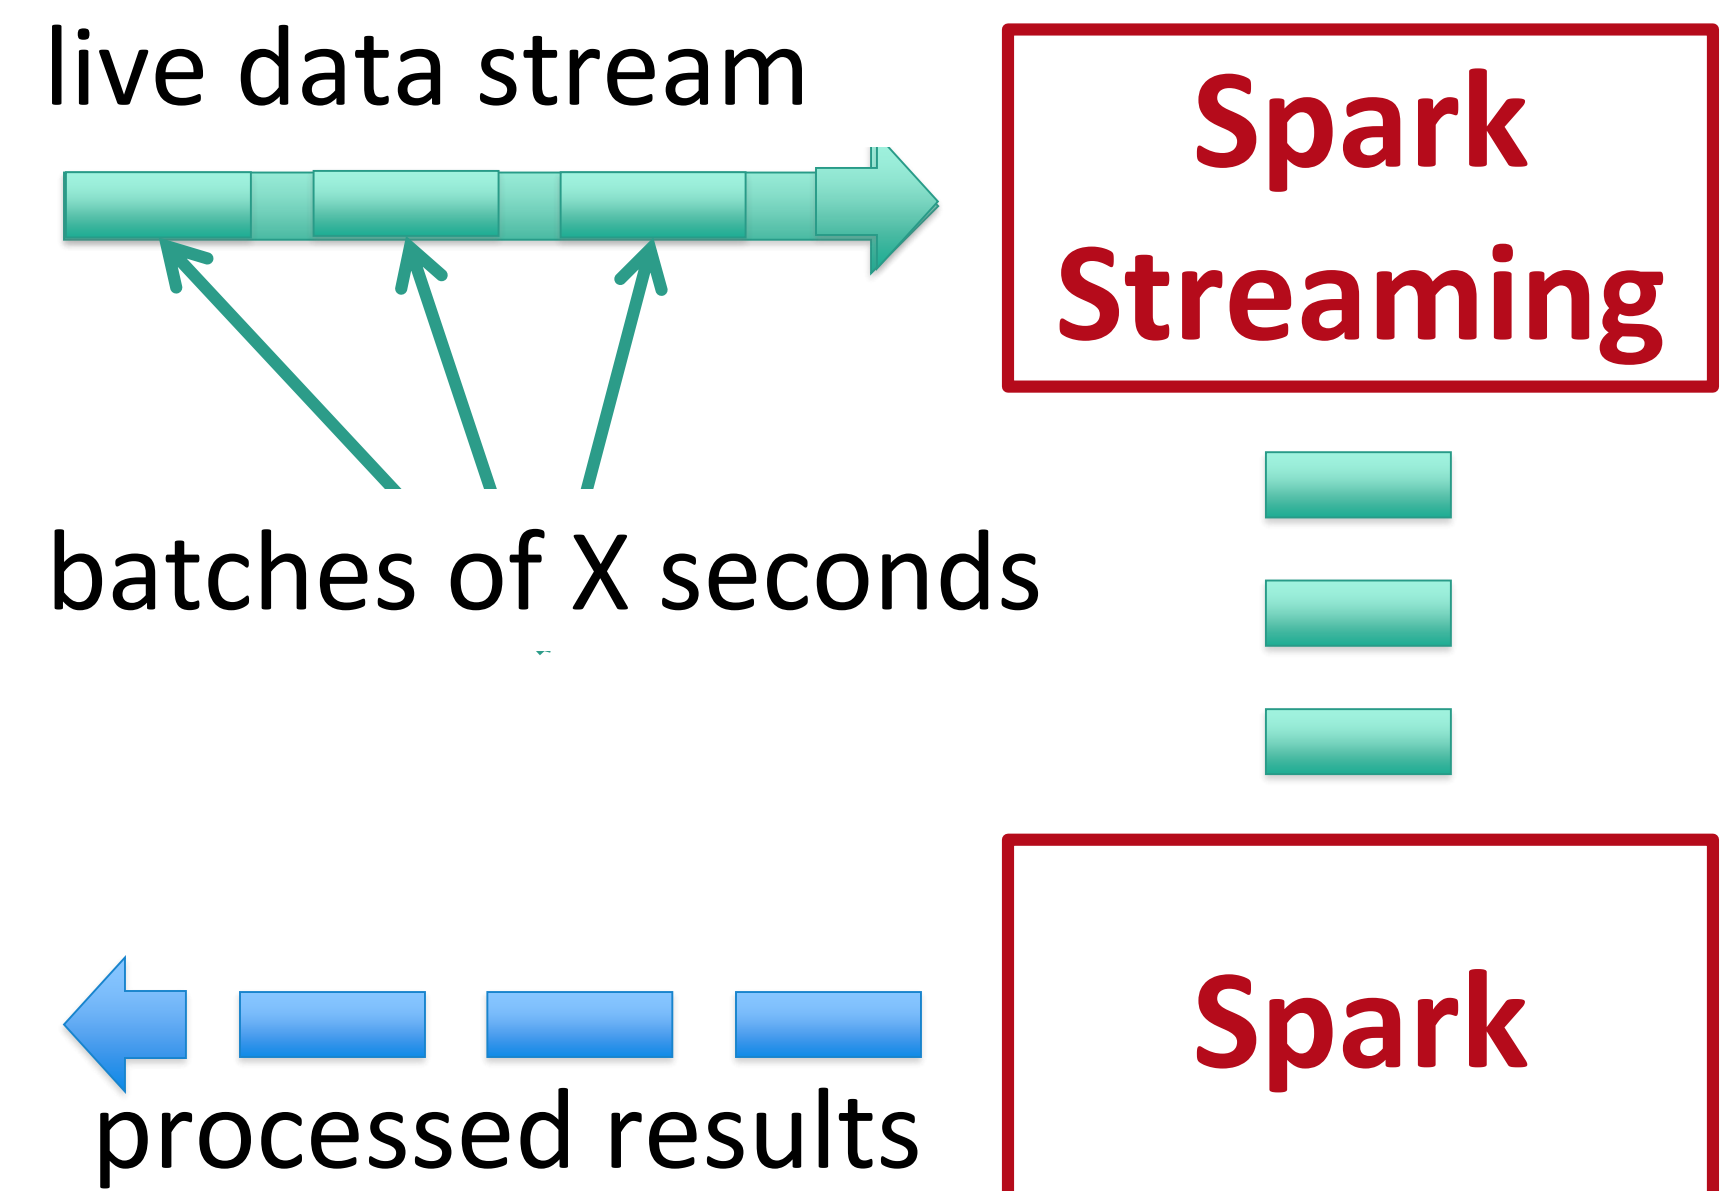 live data stream
Spark
Streaming
batches of X seconds
Spark
processed results